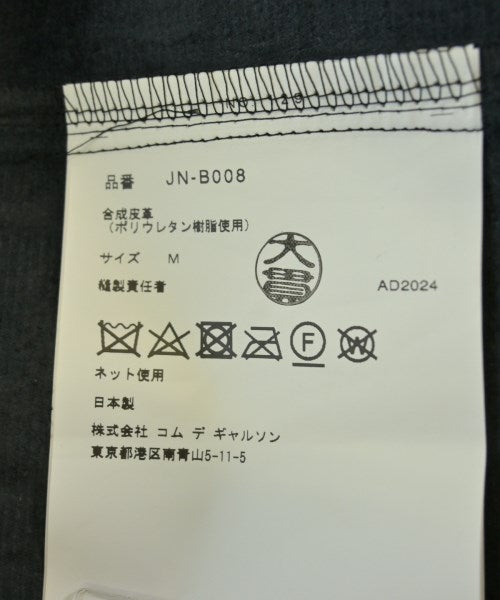 NO.129
品番 JN-B008
合成皮革
(ポリウレタン樹脂使用)
サイズ M
縫製責任者 大貫 AD2024
F W
ネット使用
日本製
株式会社 コム デ ギャルソン
東京都港区南青山5-11-5